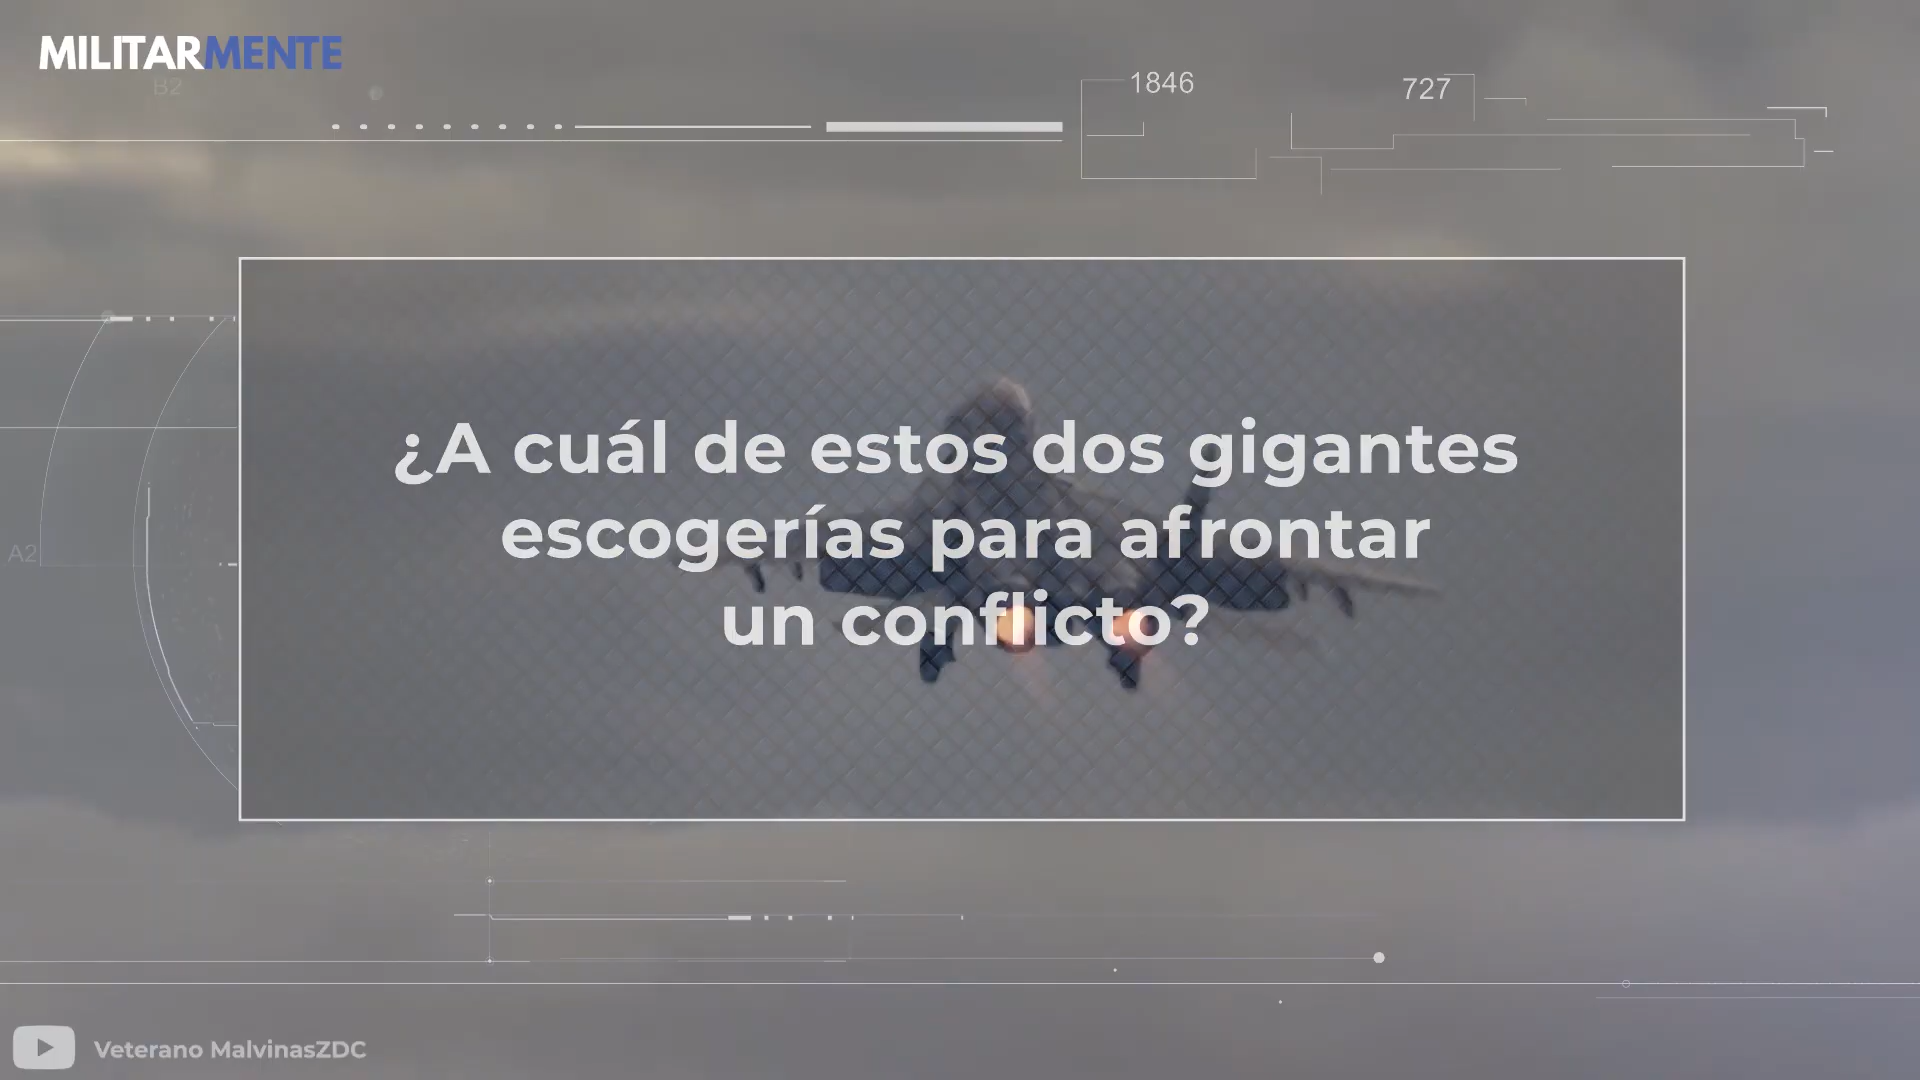 MILITARMENTE
B2
1846
727
¿A cuál de estos dos gigantes
escogerías para afrontar
un conflicto?
A2
Veterano MalvinasZDC